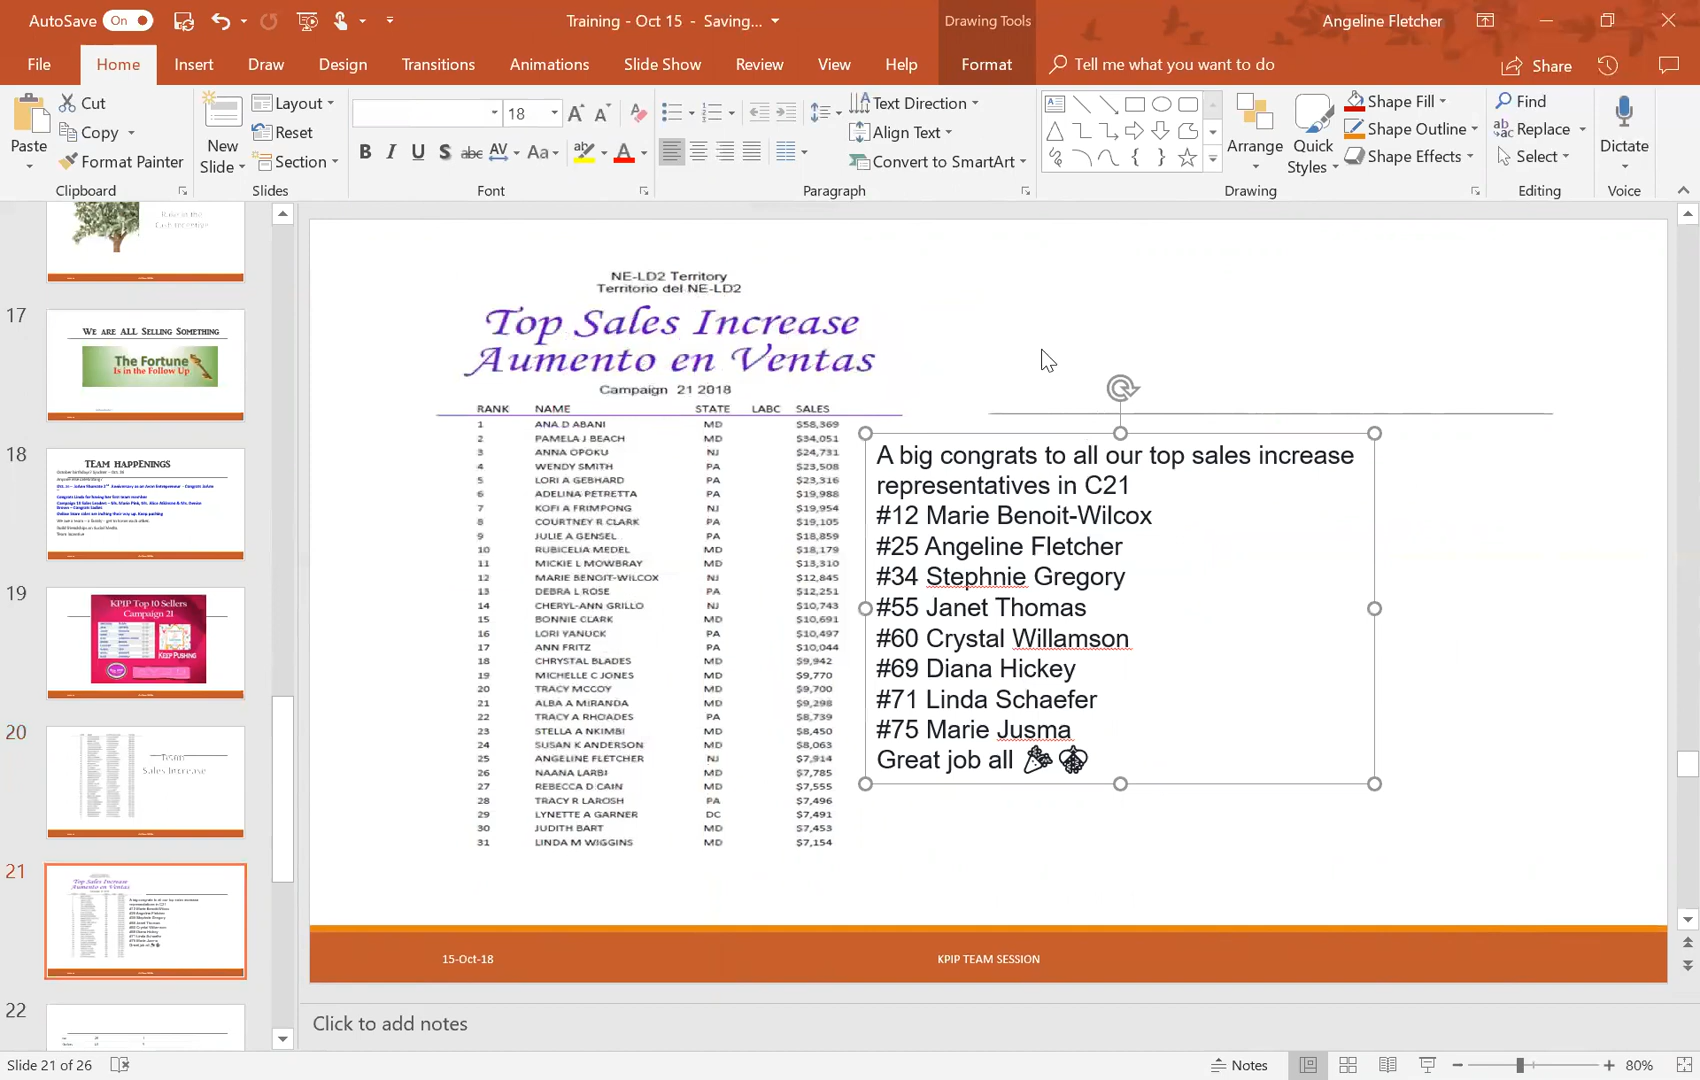 AutoSave On Training - Oct 15 - Saving... Drawing Tools Angeline Fletcher
File Home Insert Draw Design Transitions Animations Slide Show Review View Help Format Tell me what you want to do Share
Paste Cut Copy Format Painter Clipboard
New Slide Layout Reset Section Slides
18 Font
Text Direction Align Text Convert to SmartArt Paragraph
Arrange Quick Styles Shape Fill Shape Outline Shape Effects Drawing
Find Replace Select Editing
Dictate Voice
17
WE ARE ALL SELLING SOMETHING
The Fortune
Is in the Follow Up
18
TEAM HAPPENINGS
19
KPIP Top 10 Sellers
Campaign 21
KEEP PUSHING
20
Team
Sales Increase
21
22
NE-LD2 Territory
Territorio del NE-LD2
Top Sales Increase
Aumento en Ventas
Campaign 21 2018
RANK NAME STATE LABC SALES
1 ANA D ABANI MD $58,369
2 PAMELA J BEACH MD $34,051
3 ANNA OPOKU NJ $24,731
4 WENDY SMITH PA $23,508
5 LORI A GEBHARD PA $23,316
6 ADELINA PETRETTA PA $19,988
7 KOFI A FRIMPONG NJ $19,954
8 COURTNEY R CLARK PA $19,105
9 JULIE A GENSEL PA $18,859
10 RUBICELIA MEDEL MD $18,179
11 MICKIE L MOWBRAY MD $13,310
12 MARIE BENOIT-WILCOX NJ $12,845
13 DEBRA L ROSE PA $12,251
14 CHERYL-ANN GRILLO NJ $10,743
15 BONNIE CLARK MD $10,691
16 LORI YANUCK PA $10,497
17 ANN FRITZ PA $10,044
18 CHRYSTAL BLADES MD $9,942
19 MICHELLE C JONES MD $9,770
20 TRACY MCCOY MD $9,700
21 ALBA A MIRANDA MD $9,298
22 TRACY A RHOADES PA $8,739
23 STELLA A NKIMBI MD $8,450
24 SUSAN K ANDERSON MD $8,063
25 ANGELINE FLETCHER NJ $7,914
26 NAANA LARBI MD $7,785
27 REBECCA D CAIN MD $7,555
28 TRACY R LAROSH PA $7,496
29 LYNETTE A GARNER DC $7,491
30 JUDITH BART MD $7,453
31 LINDA M WIGGINS MD $7,154
A big congrats to all our top sales increase
representatives in C21
#12 Marie Benoit-Wilcox
#25 Angeline Fletcher
#34 Stephnie Gregory
#55 Janet Thomas
#60 Crystal Willamson
#69 Diana Hickey
#71 Linda Schaefer
#75 Marie Jusma
Great job all 🎉🎊
15-Oct-18 KPIP TEAM SESSION
Click to add notes
Slide 21 of 26 Notes 80%